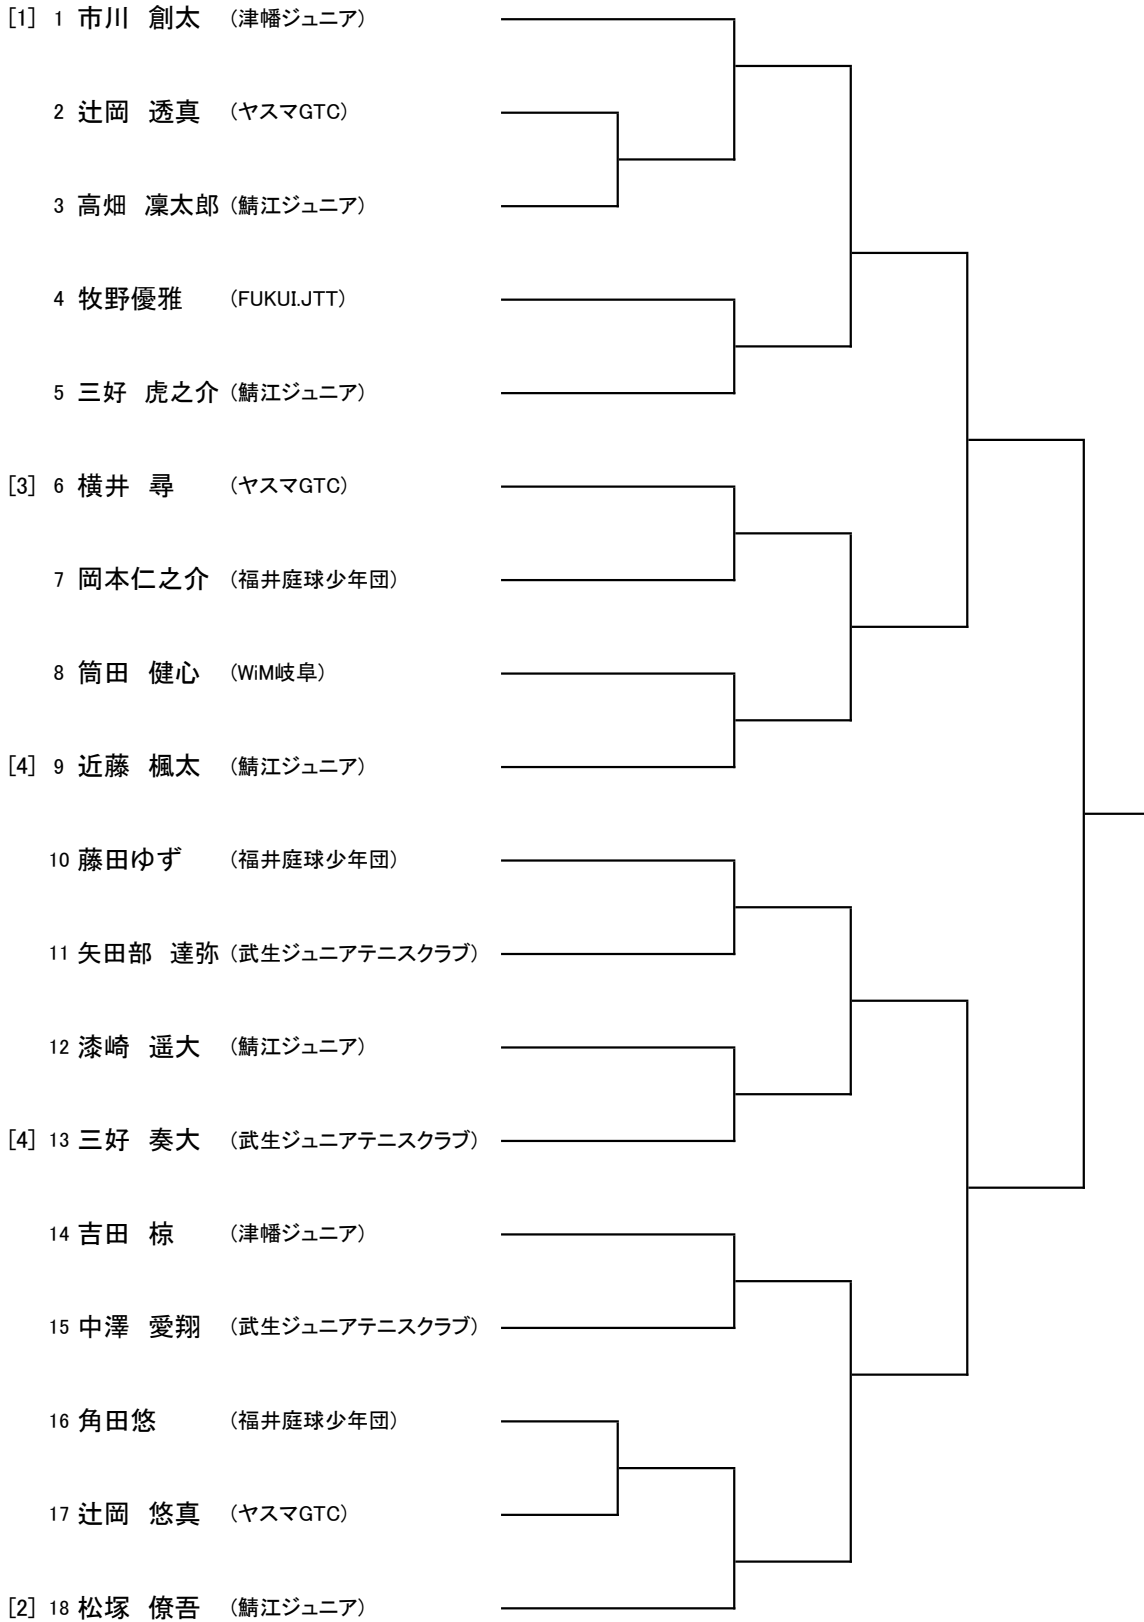 [1] 1 市川　創太 (津幡ジュニア)
2 辻岡　透真 (ヤスマGTC)
3 高畑　凜太郎 (鯖江ジュニア)
4 牧野優雅 (FUKUI.JTT)
5 三好　虎之介 (鯖江ジュニア)
[3] 6 横井　尋 (ヤスマGTC)
7 岡本仁之介 (福井庭球少年団)
8 筒田　健心 (WiM岐阜)
[4] 9 近藤　楓太 (鯖江ジュニア)
10 藤田ゆず (福井庭球少年団)
11 矢田部　達弥 (武生ジュニアテニスクラブ)
12 漆崎　遥大 (鯖江ジュニア)
[4] 13 三好　奏大 (武生ジュニアテニスクラブ)
14 吉田　椋 (津幡ジュニア)
15 中澤　愛翔 (武生ジュニアテニスクラブ)
16 角田悠 (福井庭球少年団)
17 辻岡　悠真 (ヤスマGTC)
[2] 18 松塚　僚吾 (鯖江ジュニア)